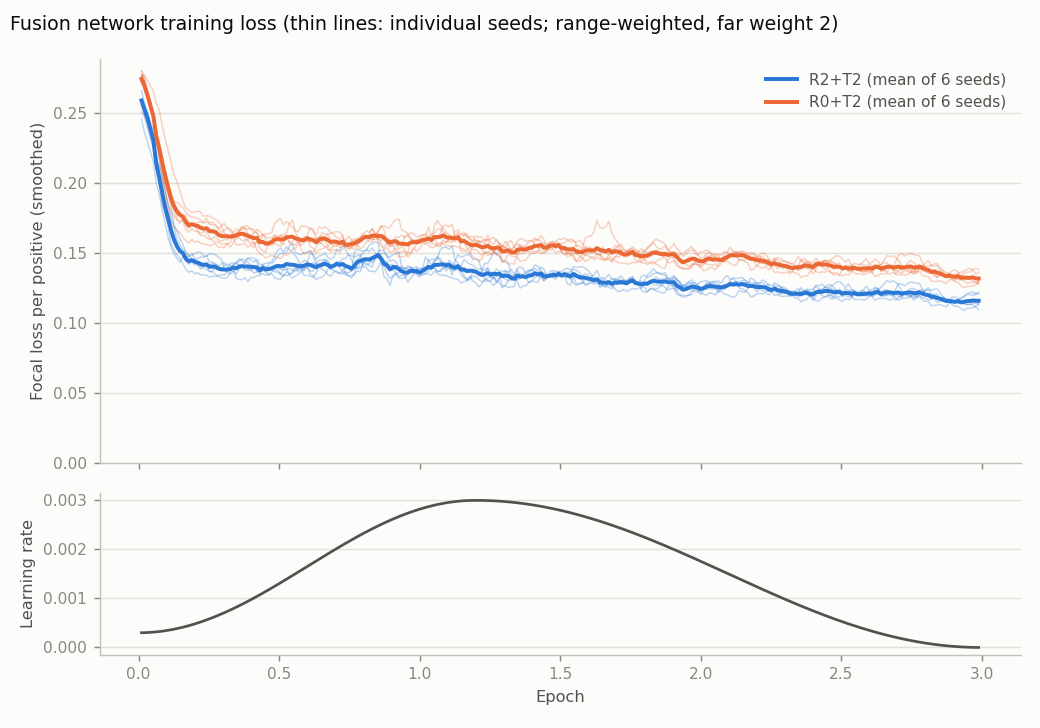 Fusion network training loss (thin lines: individual seeds; range-weighted, far weight 2)
R2+T2 (mean of 6 seeds)
R0+T2 (mean of 6 seeds)
Focal loss per positive (smoothed)
0.25
0.20
0.15
0.10
0.05
0.00
Learning rate
0.003
0.002
0.001
0.000
0.0 0.5 1.0 1.5 2.0 2.5 3.0
Epoch